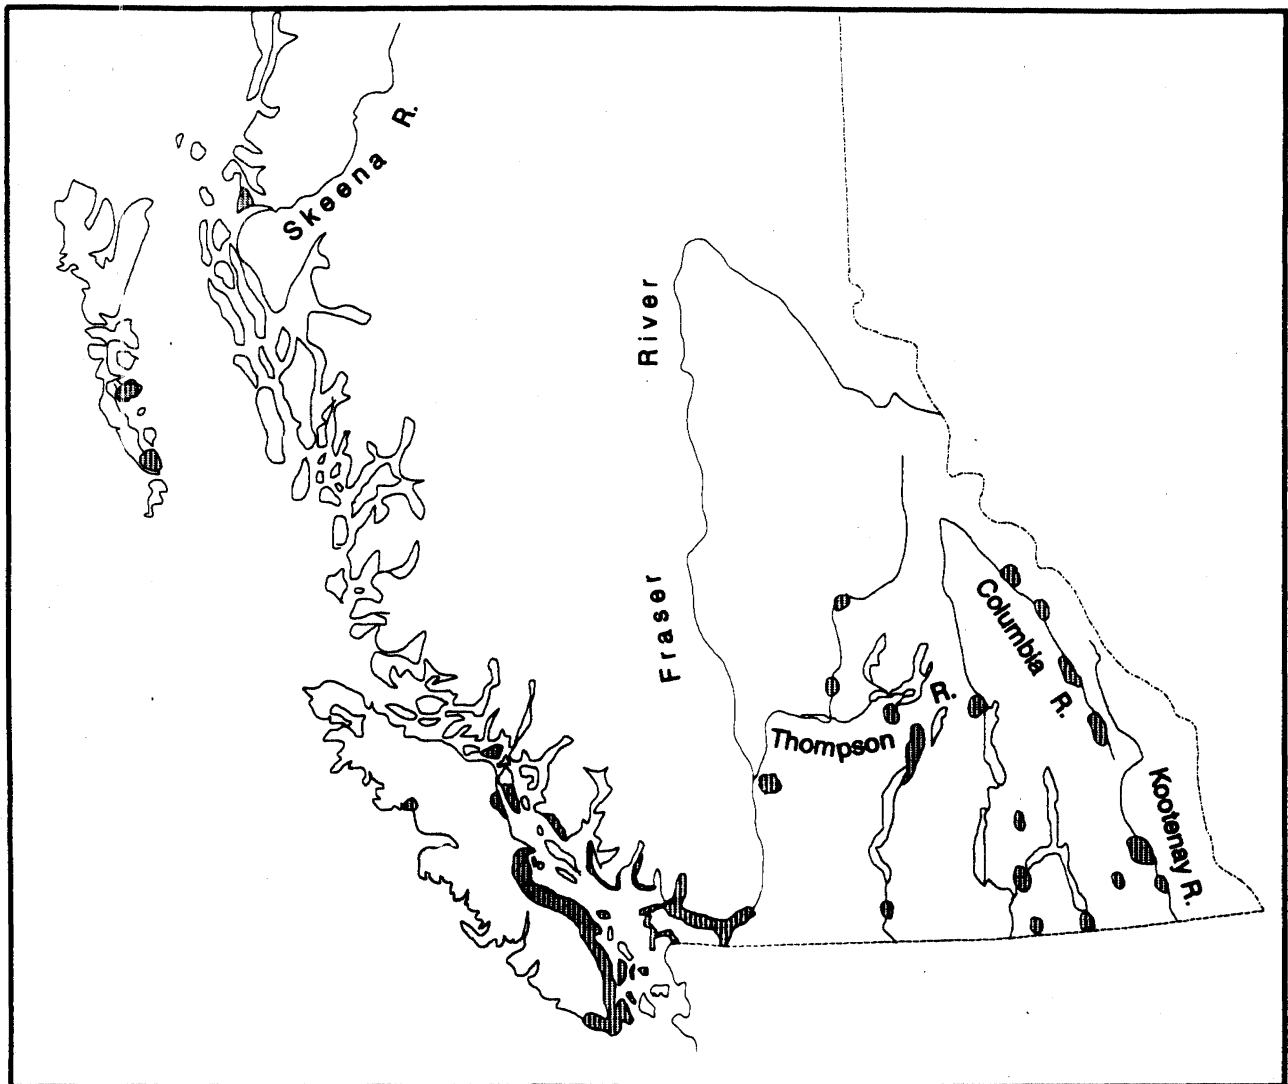 Skeena R.
Fraser River
Thompson R.
Columbia R.
Kootenay R.